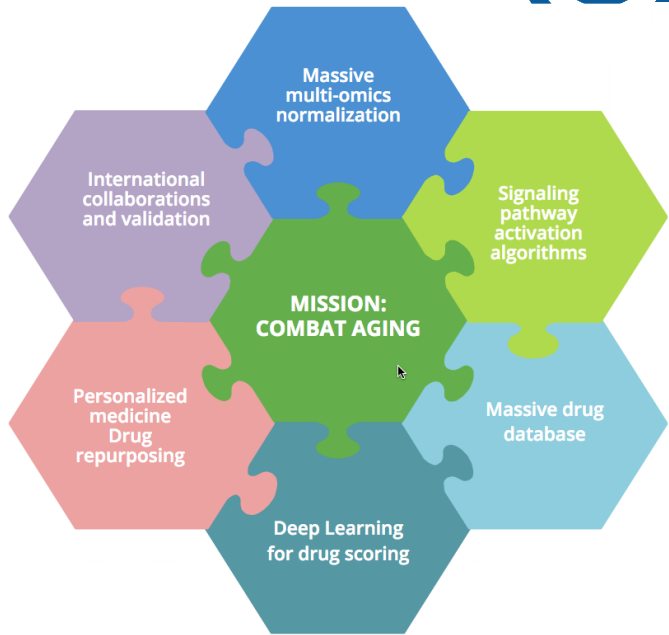 Massive
multi-omics
normalization
International
collaborations
and validation
Signaling
pathway
activation
algorithms
MISSION:
COMBAT AGING
Personalized
medicine
Drug
repurposing
Massive drug
database
Deep Learning
for drug scoring